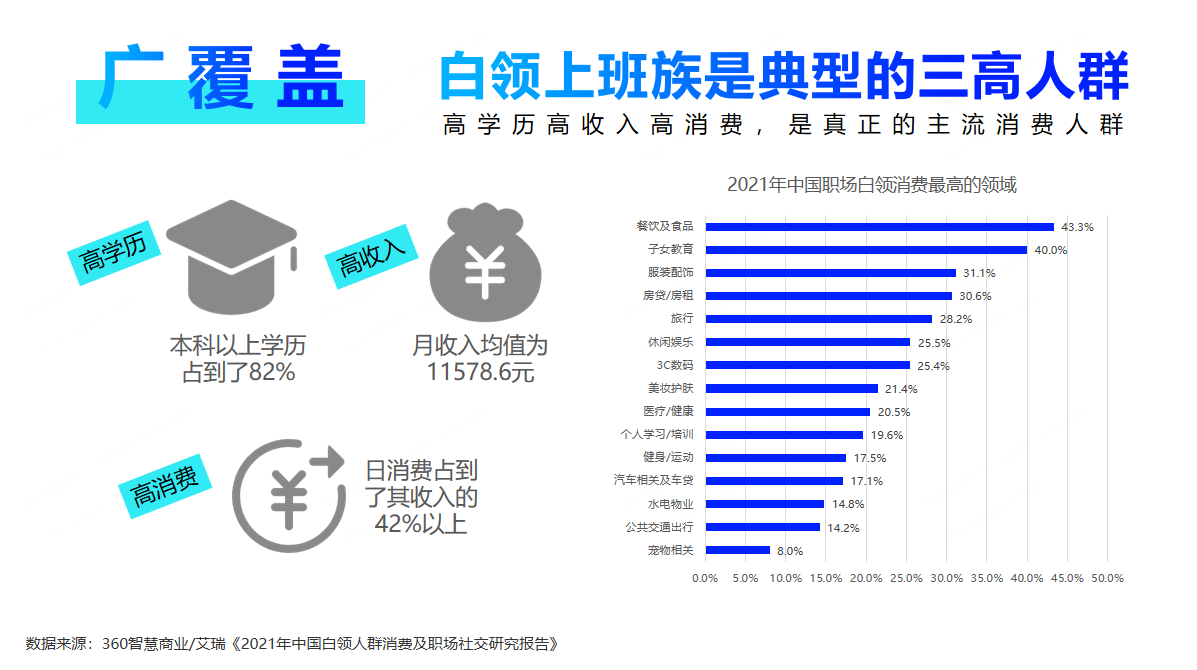 广覆盖
白领上班族是典型的三高人群
高学历高收入高消费，是真正的主流消费人群
高学历
本科以上学历
占到了82%
高收入
月收入均值为
11578.6元
高消费
日消费占到
了其收入的
42%以上
2021年中国职场白领消费最高的领域
餐饮及食品 43.3%
子女教育 40.0%
服装配饰 31.1%
房贷/房租 30.6%
旅行 28.2%
休闲娱乐 25.5%
3C数码 25.4%
美妆护肤 21.4%
医疗/健康 20.5%
个人学习/培训 19.6%
健身/运动 17.5%
汽车相关及车贷 17.1%
水电物业 14.8%
公共交通出行 14.2%
宠物相关 8.0%
0.0% 5.0% 10.0% 15.0% 20.0% 25.0% 30.0% 35.0% 40.0% 45.0% 50.0%
数据来源：360智慧商业/艾瑞《2021年中国白领人群消费及职场社交研究报告》